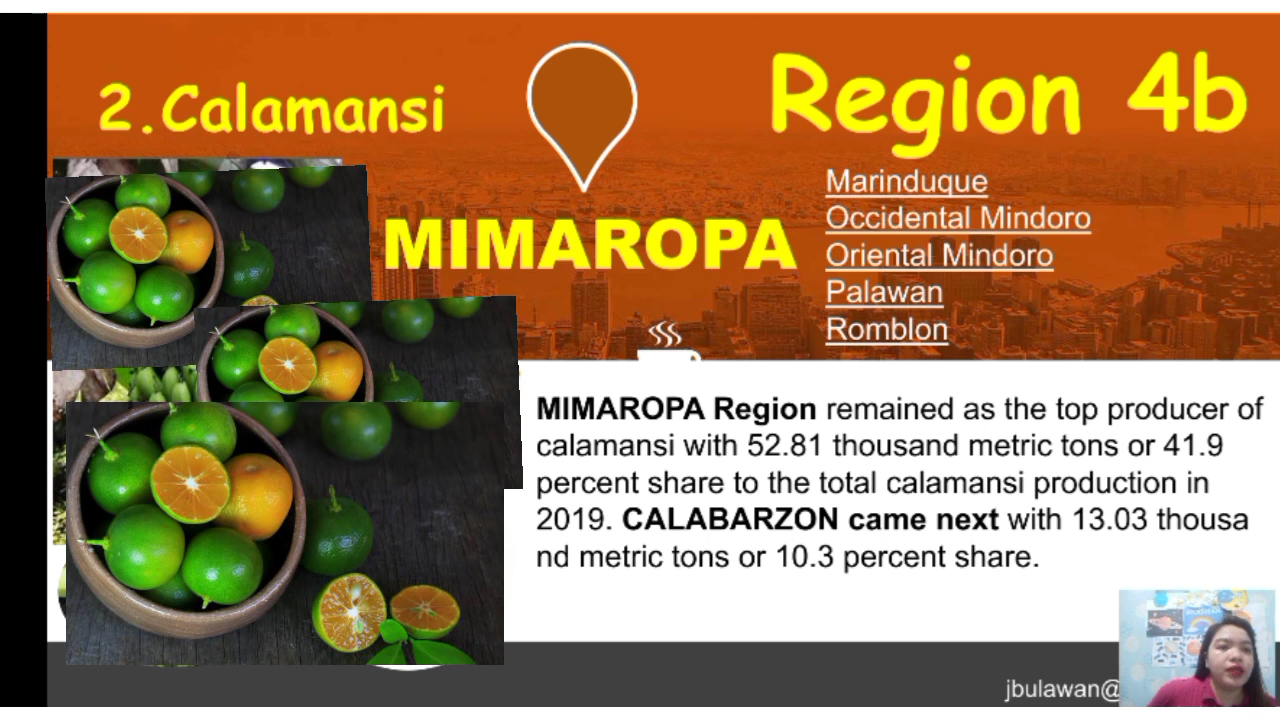 2.Calamansi
Region 4b
MIMAROPA
Marinduque
Occidental Mindoro
Oriental Mindoro
Palawan
Romblon
MIMAROPA Region remained as the top producer of
calamansi with 52.81 thousand metric tons or 41.9
percent share to the total calamansi production in
2019. CALABARZON came next with 13.03 thousa
nd metric tons or 10.3 percent share.
jbulawan@